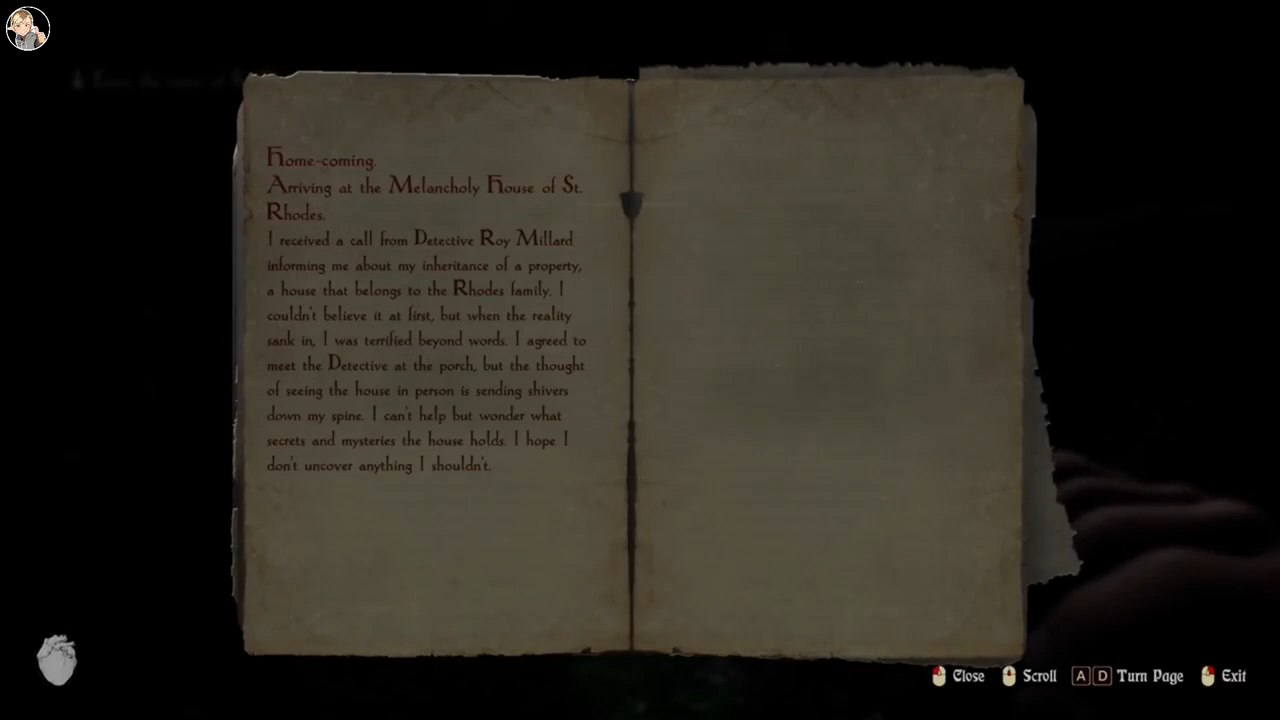 Home-coming.
Arriving at the Melancholy House of St.
Rhodes.
I received a call from Detective Roy Millard
informing me about my inheritance of a property,
a house that belongs to the Rhodes family. I
couldn't believe it at first, but when the reality
sank in, I was terrified beyond words. I agreed to
meet the Detective at the porch, but the thought
of seeing the house in person is sending shivers
down my spine. I can't help but wonder what
secrets and mysteries the house holds. I hope I
don't uncover anything I shouldn't.
Close Scroll A D Turn Page Exit